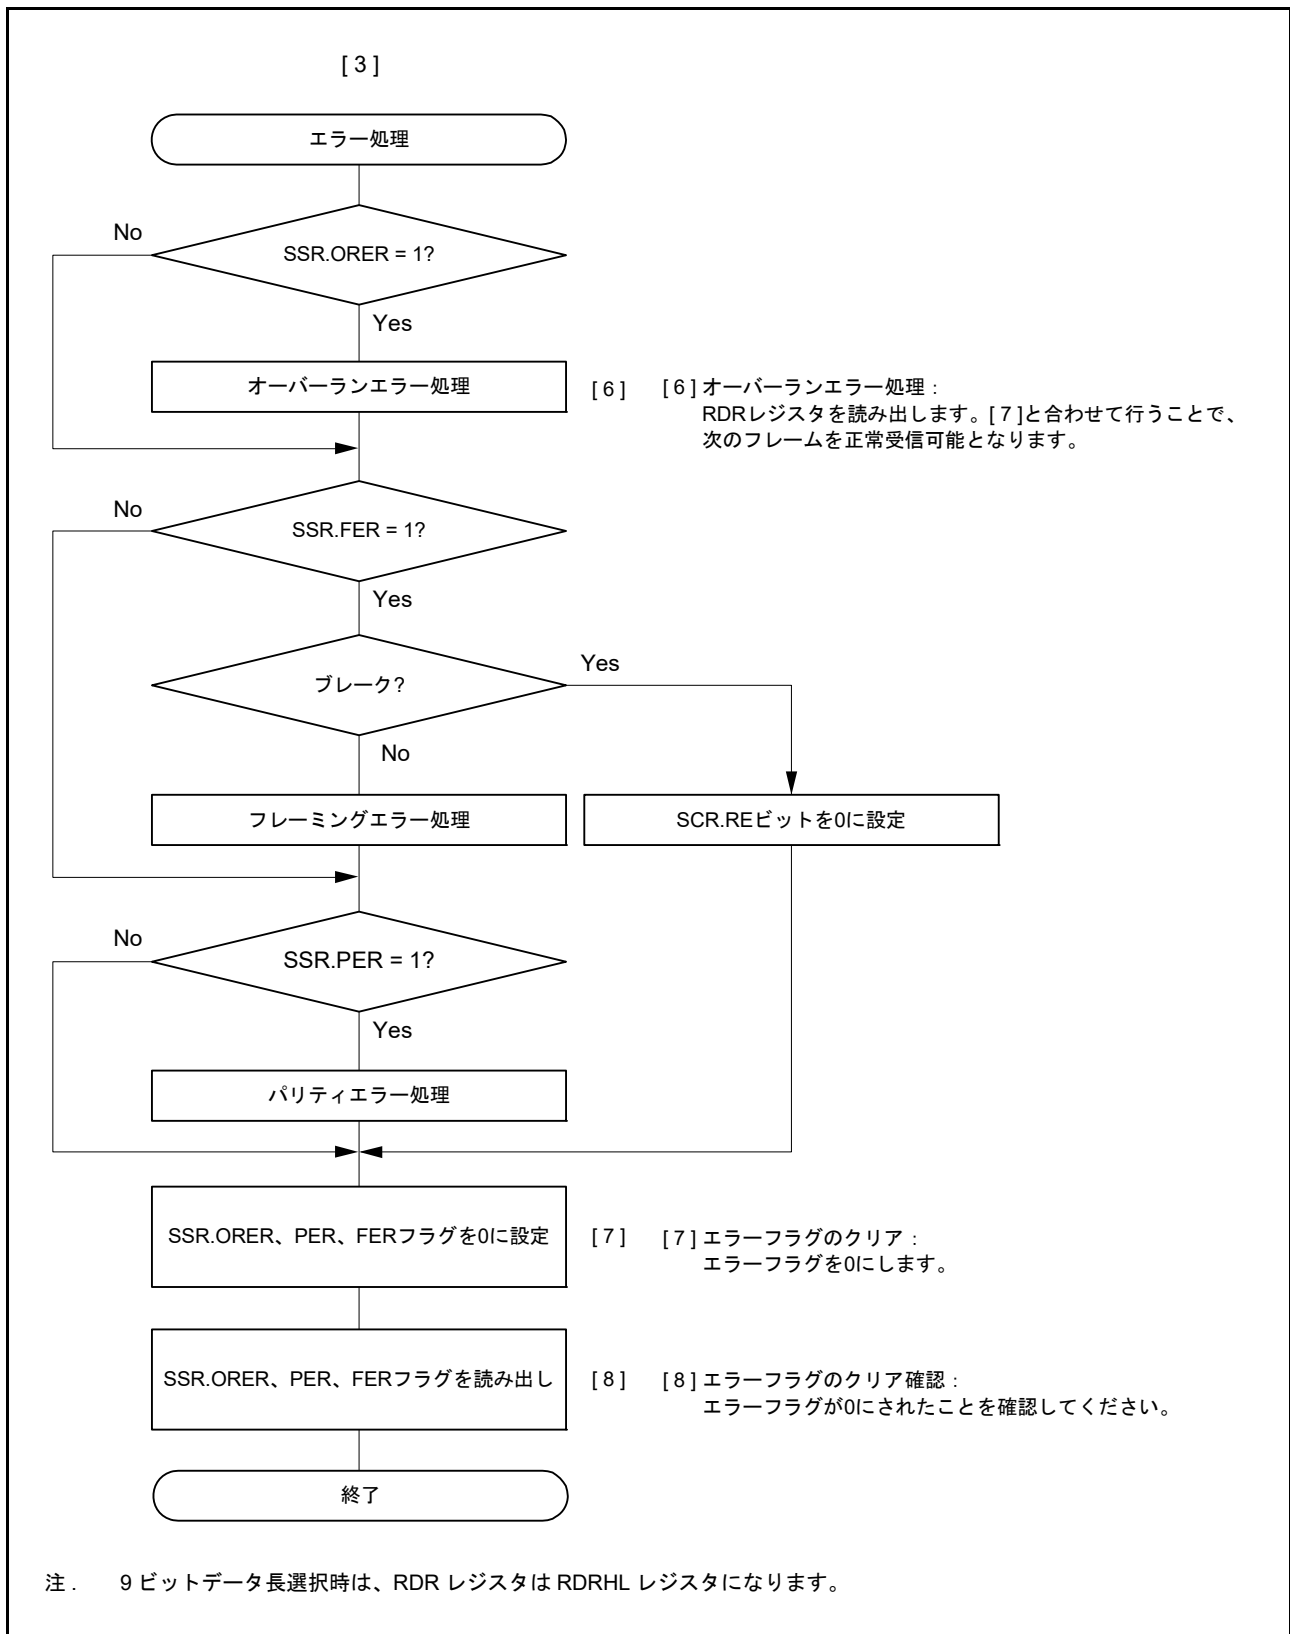 [ 3 ]
エラー処理
No
SSR.ORER = 1?
Yes
オーバーランエラー処理
[ 6 ]
[ 6 ] オーバーランエラー処理：
RDRレジスタを読み出します。[ 7 ]と合わせて行うことで、
次のフレームを正常受信可能となります。
No
SSR.FER = 1?
Yes
ブレーク?
Yes
No
フレーミングエラー処理
SCR.REビットを0に設定
No
SSR.PER = 1?
Yes
パリティエラー処理
SSR.ORER、PER、FERフラグを0に設定
[ 7 ]
[ 7 ] エラーフラグのクリア：
エラーフラグを0にします。
SSR.ORER、PER、FERフラグを読み出し
[ 8 ]
[ 8 ] エラーフラグのクリア確認：
エラーフラグが0にされたことを確認してください。
終了
注 . 9 ビットデータ長選択時は、RDR レジスタは RDRHL レジスタになります。